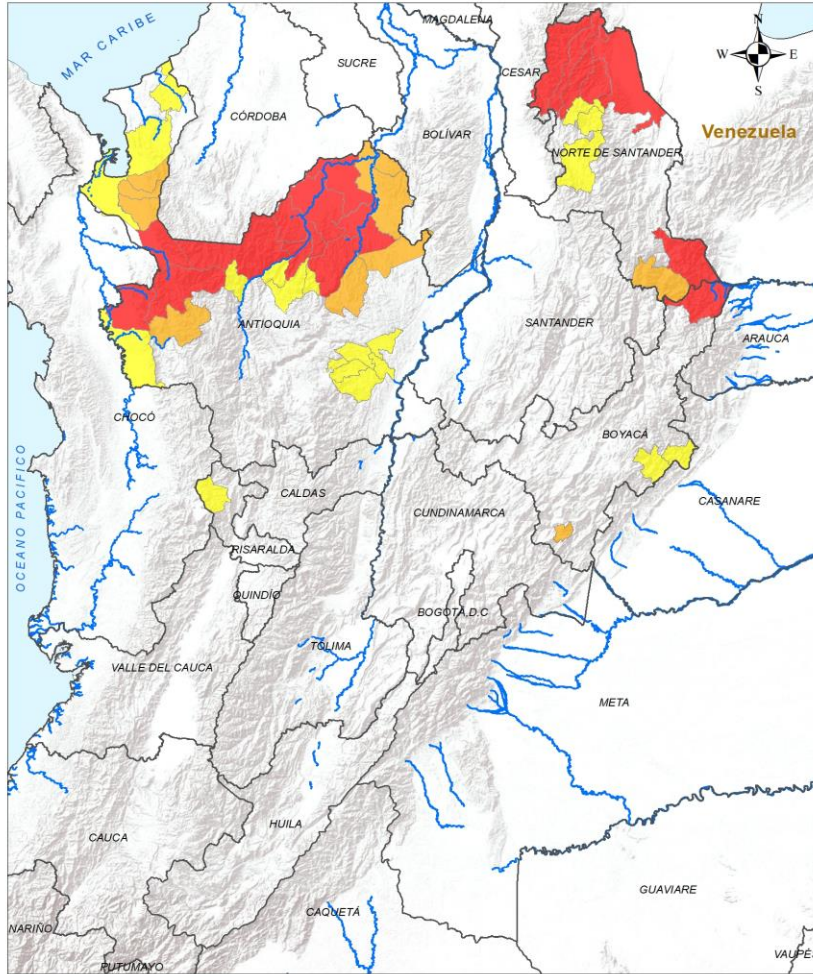 MAGDALENA
N
W E
S
MAR CARIBE
SUCRE
CESAR
CÓRDOBA
BOLÍVAR
Venezuela
NORTE DE SANTANDER
ANTIOQUIA
SANTANDER
ARAUCA
CHOCÓ
BOYACÁ
OCEANO PACIFICO
CALDAS
CUNDINAMARCA
CASANARE
RISARALDA
QUINDÍO
BOGOTÁ, D.C
TOLIMA
VALLE DEL CAUCA
META
HUILA
CAUCA
GUAVIARE
CAQUETÁ
NARIÑO
PUTUMAYO
VAUPÉS